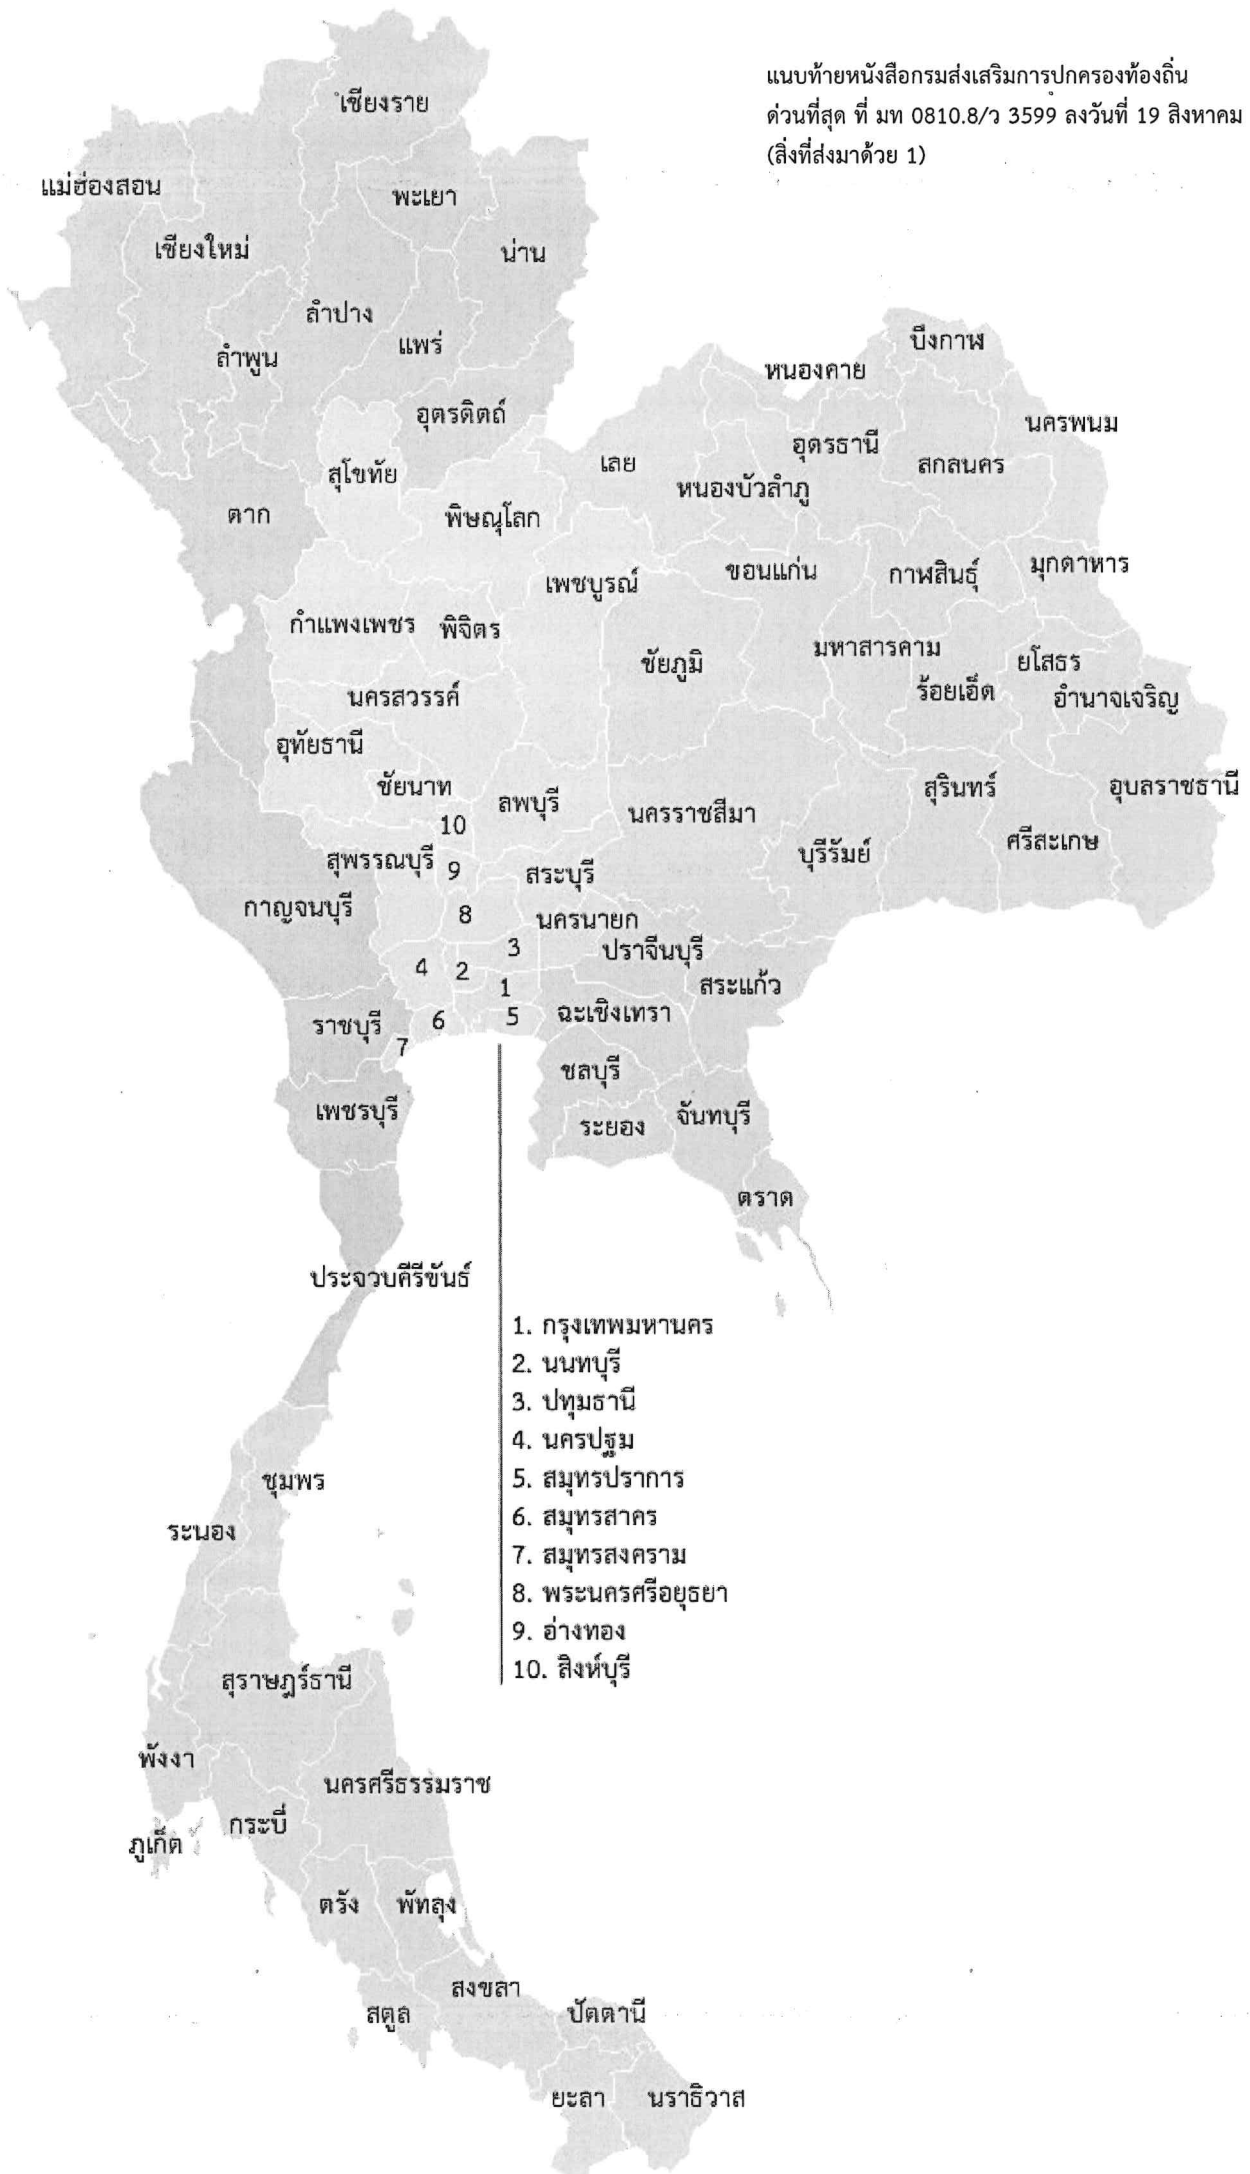 แนบท้ายหนังสือกรมส่งเสริมการปกครองท้องถิ่น
ด่วนที่สุด ที่ มท 0810.8/ว 3599 ลงวันที่ 19 สิงหาคม
(สิ่งที่ส่งมาด้วย 1)
เชียงราย
แม่ฮ่องสอน
พะเยา
เชียงใหม่
น่าน
ลำปาง
แพร่
ลำพูน
บึงกาฬ
หนองคาย
อุตรดิตถ์
นครพนม
อุดรธานี
เลย
สกลนคร
สุโขทัย
หนองบัวลำภู
ตาก
พิษณุโลก
มุกดาหาร
ขอนแก่น
กาฬสินธุ์
เพชบูรณ์
กำแพงเพชร
พิจิตร
มหาสารคาม
ชัยภูมิ
ยโสธร
ร้อยเอ็ด
อำนาจเจริญ
นครสวรรค์
อุทัยธานี
ชัยนาท
สุรินทร์
อุบลราชธานี
ลพบุรี
นครราชสีมา
10
ศรีสะเกษ
บุรีรัมย์
สุพรรณบุรี
9
สระบุรี
กาญจนบุรี
8
นครนายก
3
ปราจีนบุรี
4
2
1
สระแก้ว
ราชบุรี
6
5
ฉะเชิงเทรา
7
ชลบุรี
เพชรบุรี
ระยอง
จันทบุรี
ตราด
ประจวบคีรีขันธ์
1. กรุงเทพมหานคร
2. นนทบุรี
3. ปทุมธานี
4. นครปฐม
5. สมุทรปราการ
6. สมุทรสาคร
7. สมุทรสงคราม
8. พระนครศรีอยุธยา
9. อ่างทอง
10. สิงห์บุรี
ชุมพร
ระนอง
สุราษฎร์ธานี
พังงา
นครศรีธรรมราช
กระบี่
ภูเก็ต
ตรัง
พัทลุง
สงขลา
สตูล
ปัตตานี
ยะลา
นราธิวาส